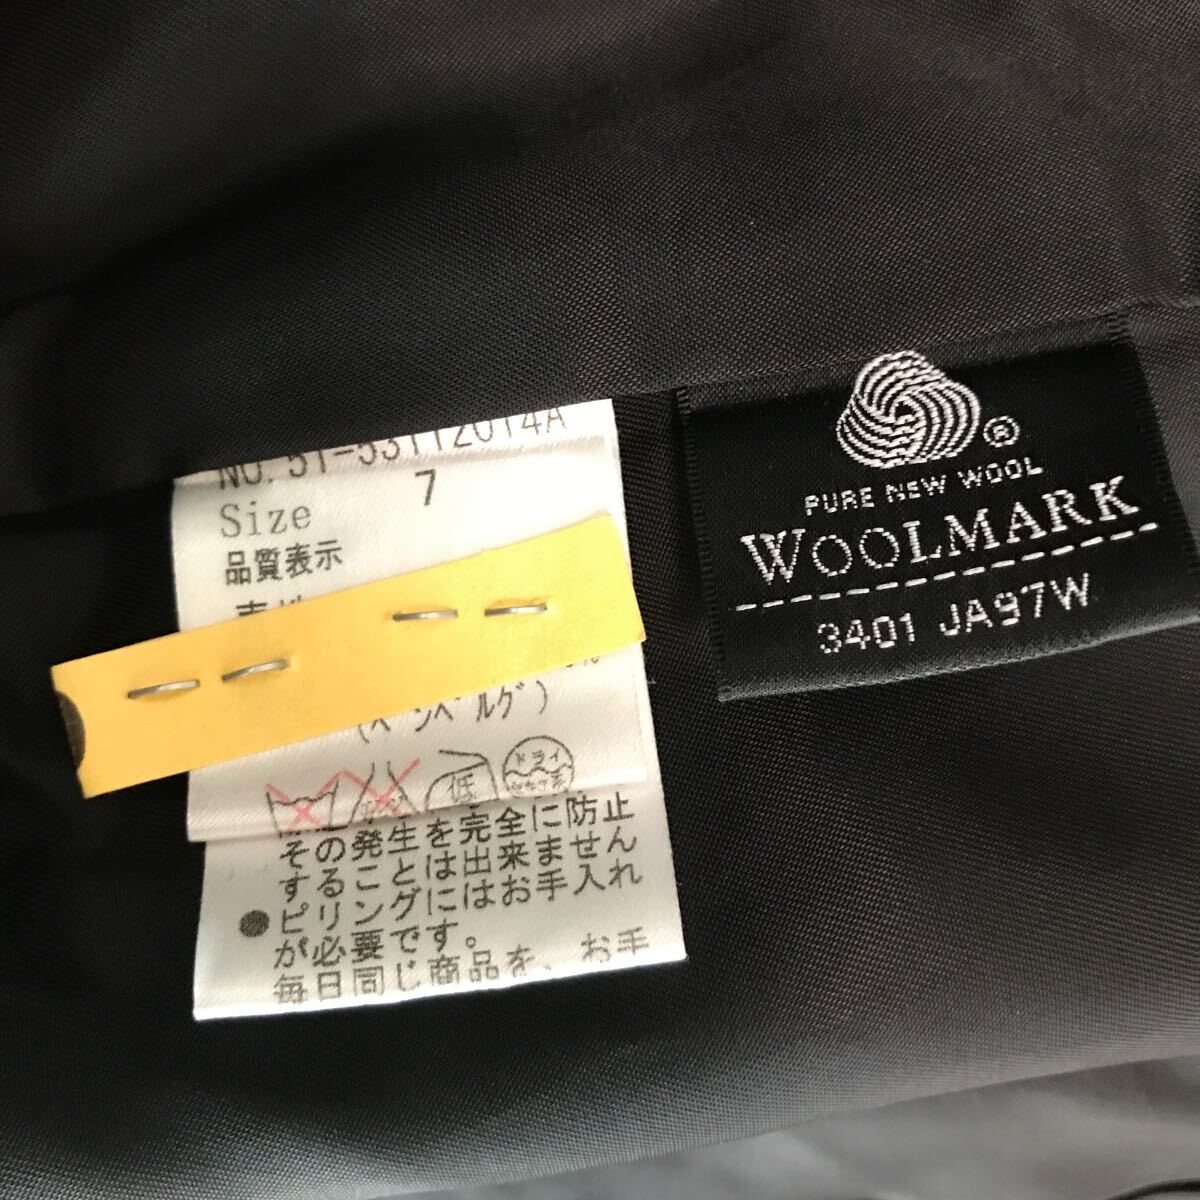 NO.51-53112014A
Size 7
品質表示
(ベンベルグ)
低
ドライ
その発生を完全に防止
することは出来ません
●ピリングにはお手入れ
が必要です。
毎日同じ商品を、お手
PURE NEW WOOL
WOOLMARK
3401 JA97W